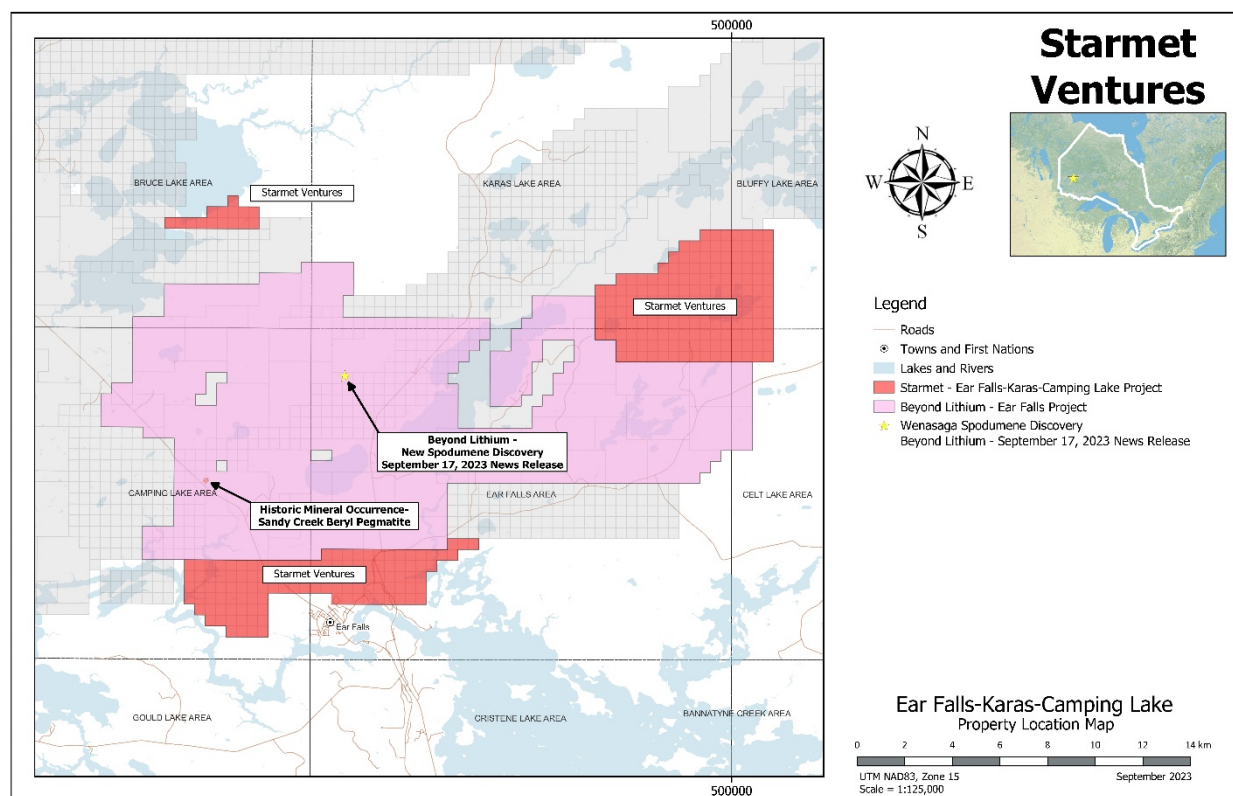 500000
Starmet
Ventures
N
W
E
S
BRUCE LAKE AREA
KARAS LAKE AREA
BLUFFY LAKE AREA
Starmet Ventures
Starmet Ventures
Beyond Lithium -
New Spodumene Discovery
September 17, 2023 News Release
CAMPING LAKE AREA
EAR FALLS AREA
CELT LAKE AREA
Historic Mineral Occurrence-
Sandy Creek Beryl Pegmatite
Starmet Ventures
Ear Falls
GOULD LAKE AREA
CRISTENE LAKE AREA
BANNATYNE CREEK AREA
500000
Legend
Roads
Towns and First Nations
Lakes and Rivers
Starmet - Ear Falls-Karas-Camping Lake Project
Beyond Lithium - Ear Falls Project
Wenasaga Spodumene Discovery
Beyond Lithium - September 17, 2023 News Release
Ear Falls-Karas-Camping Lake
Property Location Map
0 2 4 6 8 10 12 14 km
UTM NAD83, Zone 15
September 2023
Scale = 1:125,000